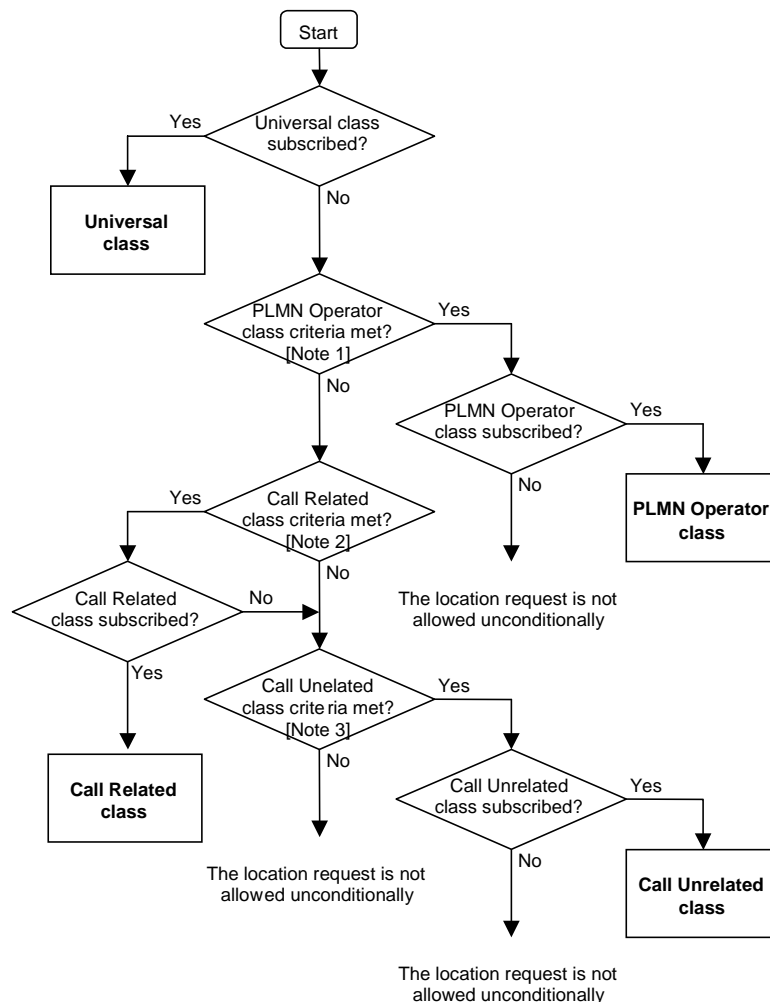 Start
Universal class
subscribed?
Yes
No
Universal
class
PLMN Operator
class criteria met?
[Note 1]
Yes
No
PLMN Operator
class subscribed?
Yes
No
PLMN Operator
class
The location request is not
allowed unconditionally
Call Related
class criteria met?
[Note 2]
Yes
No
Call Related
class subscribed?
No
Yes
Call Related
class
Call Unelated
class criteria met?
[Note 3]
Yes
No
The location request is not
allowed unconditionally
Call Unrelated
class subscribed?
Yes
No
Call Unrelated
class
The location request is not
allowed unconditionally